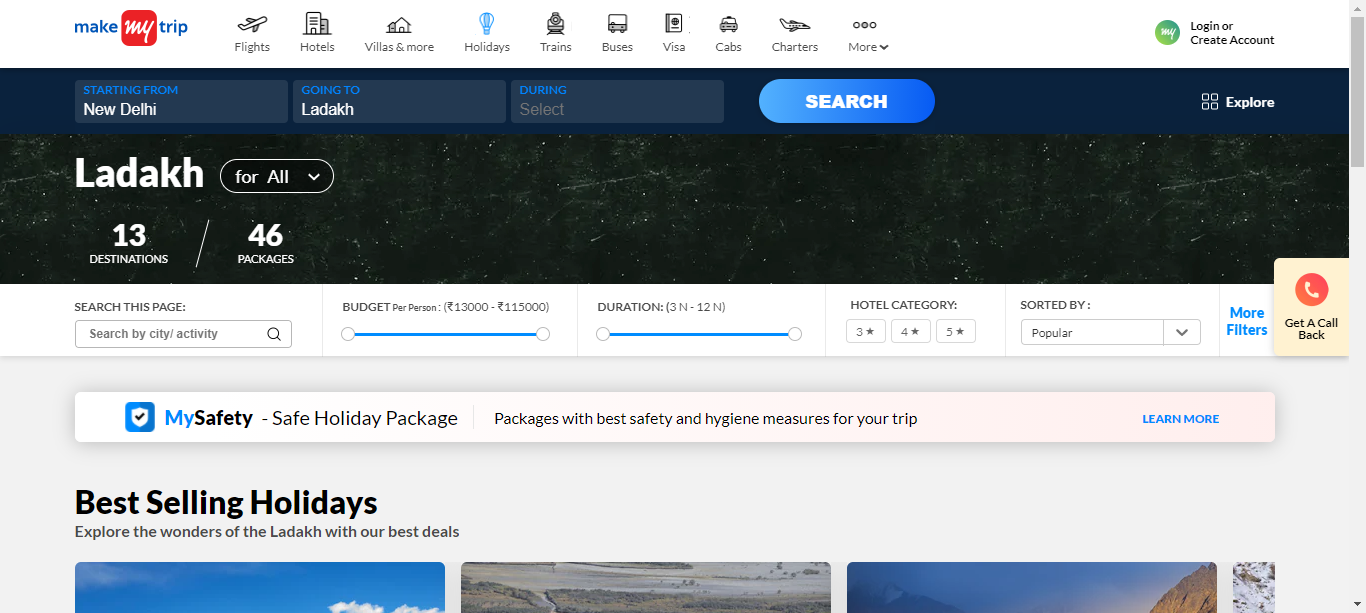 make my trip
Flights
Hotels
Villas & more
Holidays
Trains
Buses
Visa
Cabs
Charters
More
my
Login or
Create Account
STARTING FROM
New Delhi
GOING TO
Ladakh
DURING
Select
SEARCH
Explore
Ladakh
for All
13
DESTINATIONS
46
PACKAGES
SEARCH THIS PAGE:
Search by city/ activity
BUDGET Per Person : (₹13000 - ₹115000)
DURATION: (3 N - 12 N)
HOTEL CATEGORY:
3 ★
4 ★
5 ★
SORTED BY :
Popular
More
Filters
Get A Call
Back
MySafety - Safe Holiday Package
Packages with best safety and hygiene measures for your trip
LEARN MORE
Best Selling Holidays
Explore the wonders of the Ladakh with our best deals